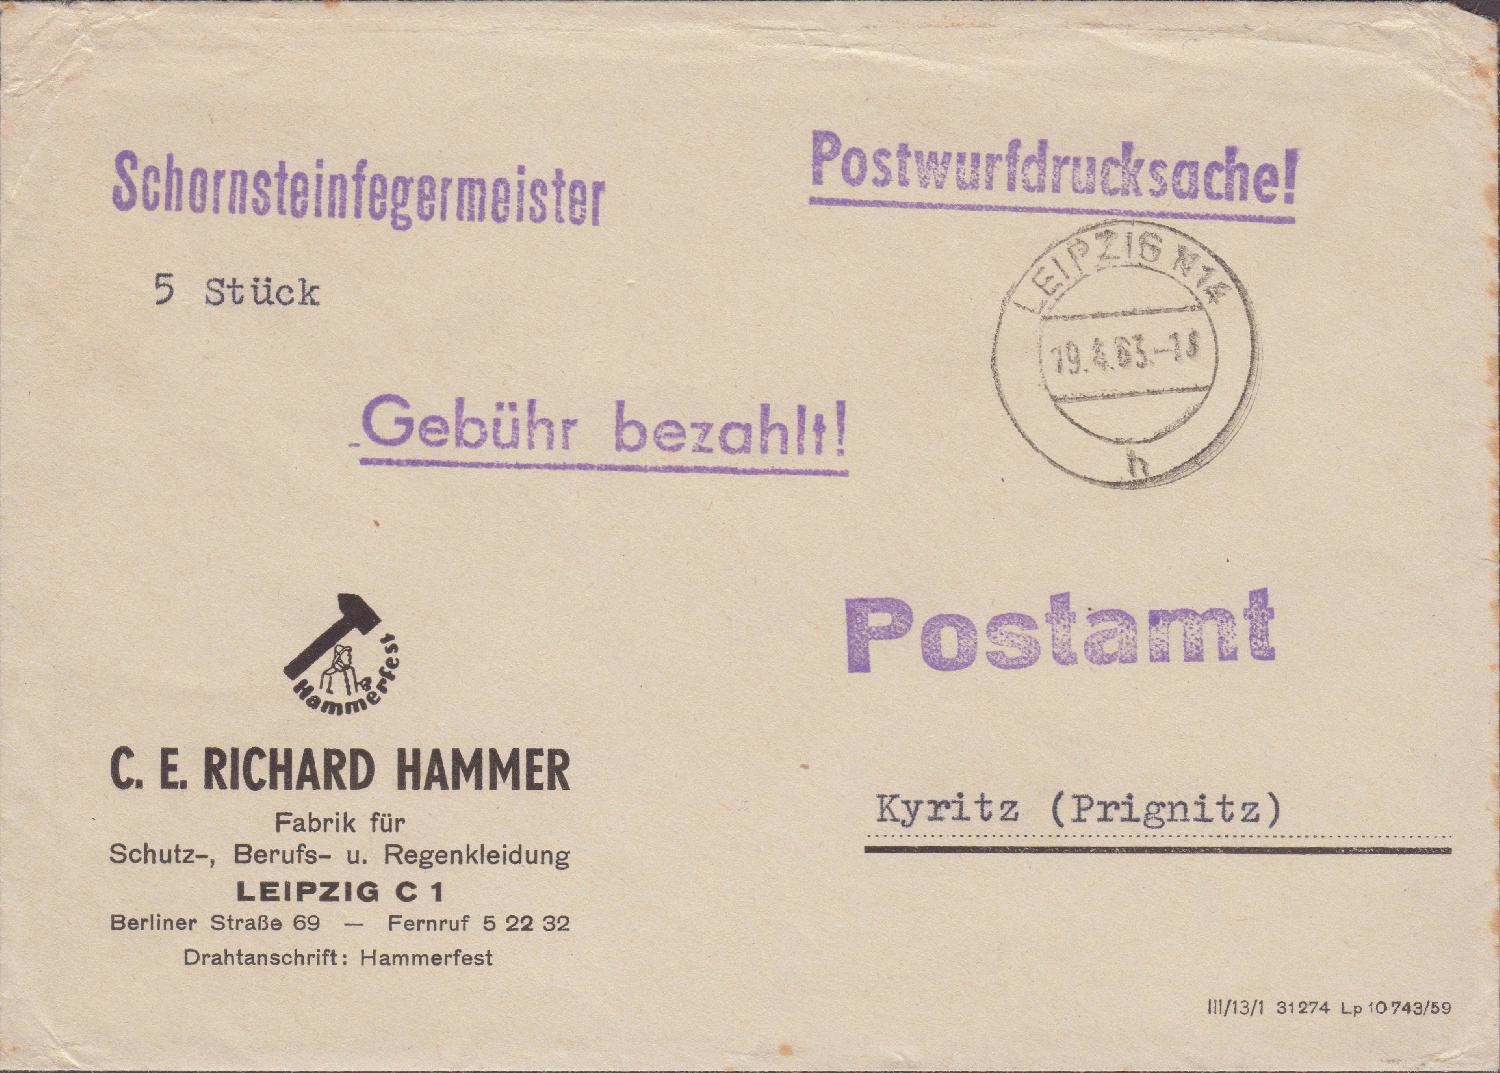 Schornsteinfegermeister
Postwurfdrucksache!
5 Stück
LEIPZIG N 14
19.4.63.-18
h
Gebühr bezahlt!
Hammerfest
Postamt
C. E. RICHARD HAMMER
Fabrik für
Schutz-, Berufs- u. Regenkleidung
LEIPZIG C 1
Berliner Straße 69 — Fernruf 5 22 32
Drahtanschrift: Hammerfest
Kyritz (Prignitz)
III/13/1 31274 Lp 10 743/59